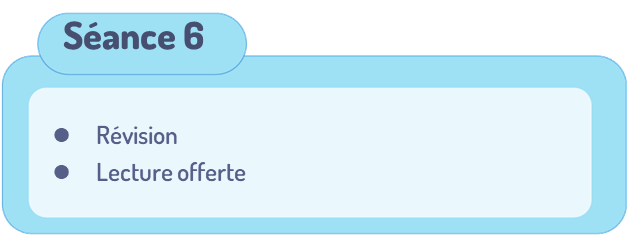 Séance 6
● Révision
● Lecture offerte